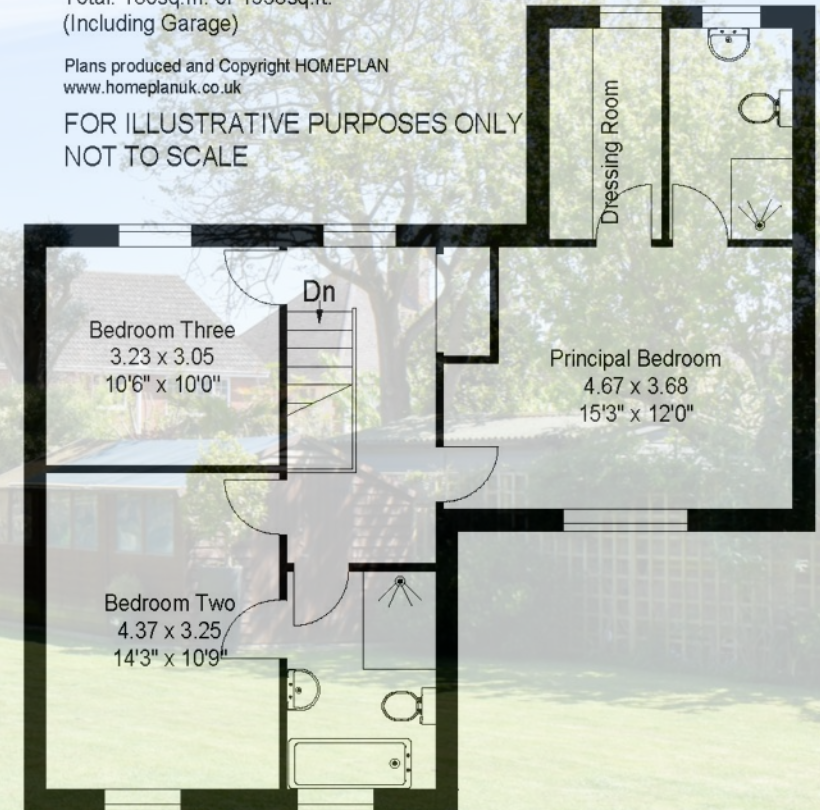 (Including Garage)
Plans produced and Copyright HOMEPLAN
www.homeplanuk.co.uk
FOR ILLUSTRATIVE PURPOSES ONLY
NOT TO SCALE
Dressing Room
Dn
Bedroom Three
3.23 x 3.05
10'6" x 10'0"
Principal Bedroom
4.67 x 3.68
15'3" x 12'0"
Bedroom Two
4.37 x 3.25
14'3" x 10'9"